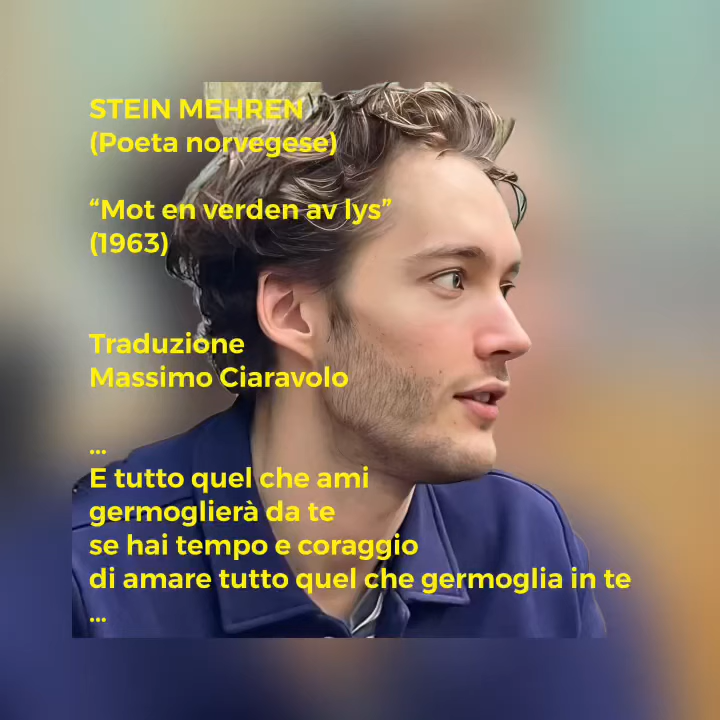 STEIN MEHREN
(Poeta norvegese)
“Mot en verden av lys”
(1963)
Traduzione
Massimo Ciaravolo
...
E tutto quel che ami
germoglierà da te
se hai tempo e coraggio
di amare tutto quel che germoglia in te
...